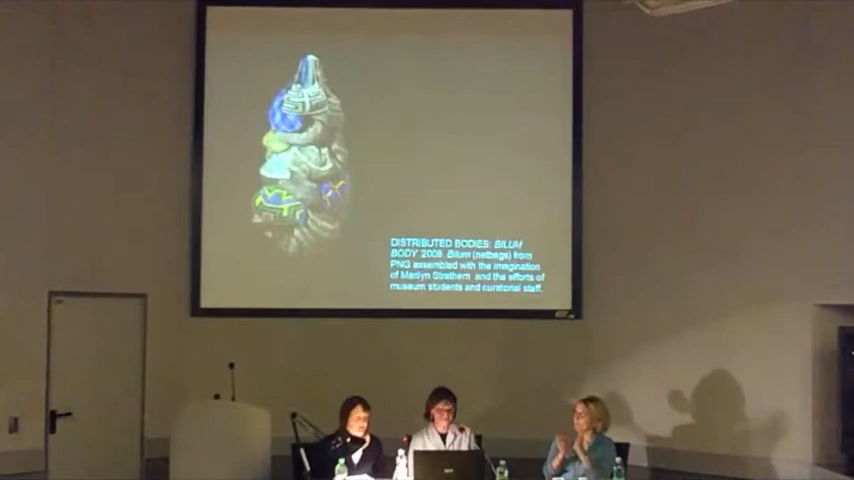 DISTRIBUTED BODIES: BILUM
BODY 2009. Bilum (netbags) from
PNG assembled with the imagination
of Marilyn Strathern and the efforts of
museum students and curatorial staff.